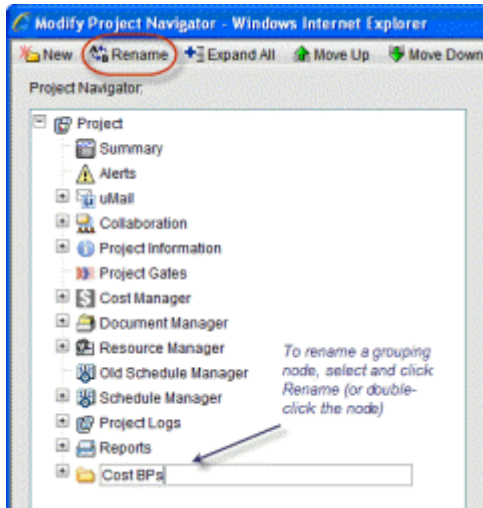 Modify Project Navigator - Windows Internet Explorer
New Rename Expand All Move Up Move Down
Project Navigator:
Project
Summary
Alerts
uMail
Collaboration
Project Information
Project Gates
Cost Manager
Document Manager
Resource Manager
Old Schedule Manager
Schedule Manager
Project Logs
Reports
Cost BPs
To rename a grouping
node, select and click
Rename (or double-
click the node)